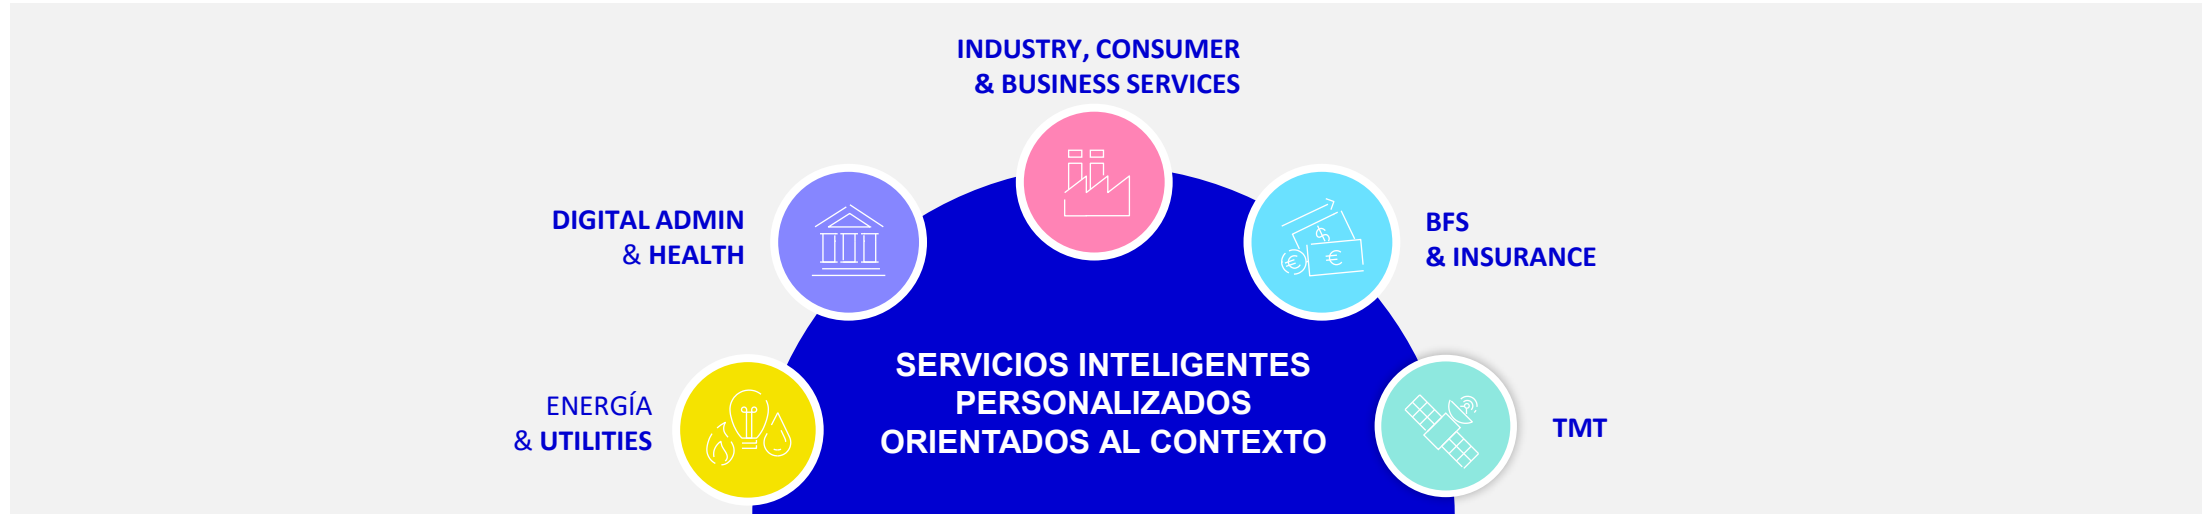 INDUSTRY, CONSUMER
& BUSINESS SERVICES
DIGITAL ADMIN
& HEALTH
BFS
& INSURANCE
ENERGÍA
& UTILITIES
SERVICIOS INTELIGENTES
PERSONALIZADOS
ORIENTADOS AL CONTEXTO
TMT